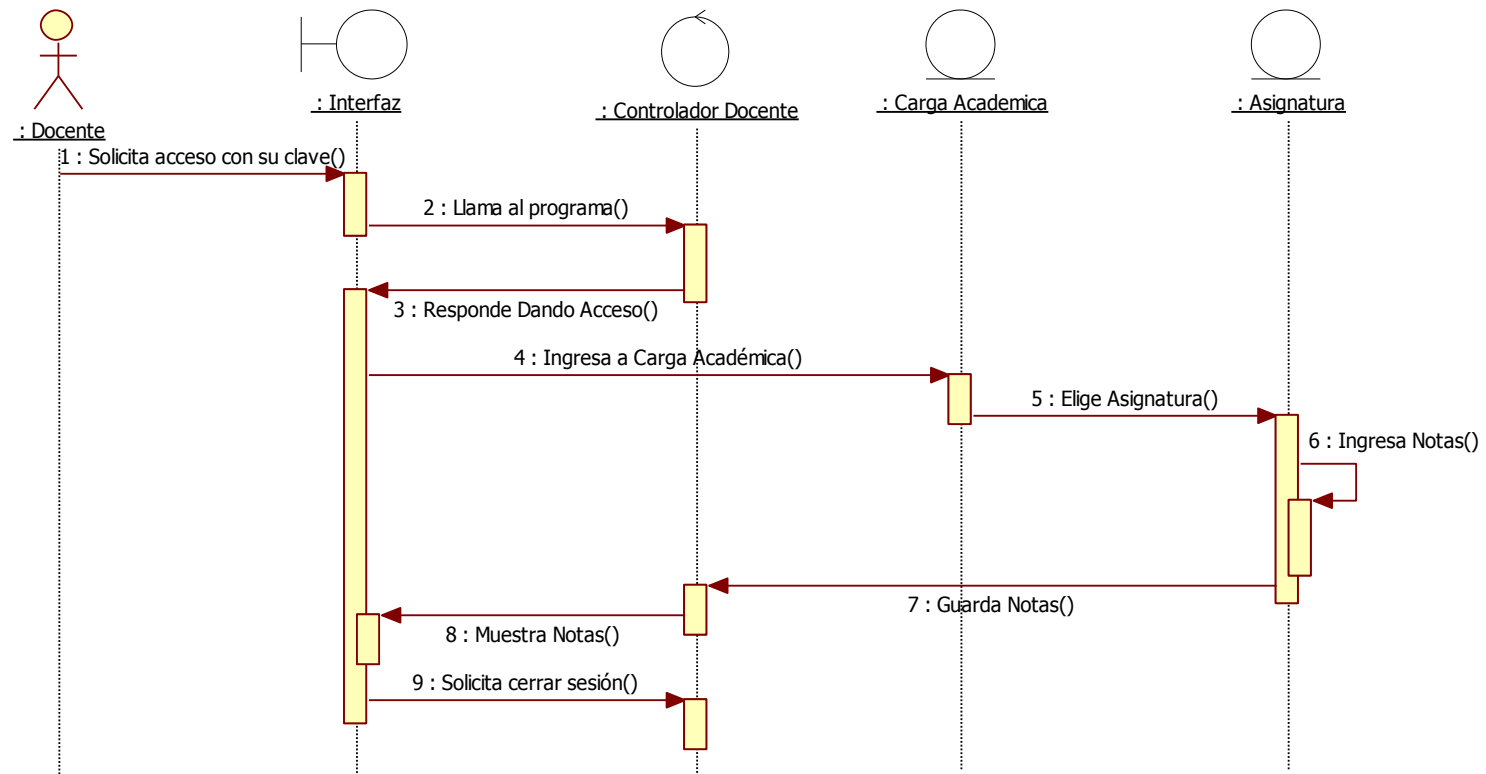 : Docente
: Interfaz
: Controlador Docente
: Carga Academica
: Asignatura
1 : Solicita acceso con su clave()
2 : Llama al programa()
3 : Responde Dando Acceso()
4 : Ingresa a Carga Académica()
5 : Elige Asignatura()
6 : Ingresa Notas()
7 : Guarda Notas()
8 : Muestra Notas()
9 : Solicita cerrar sesión()